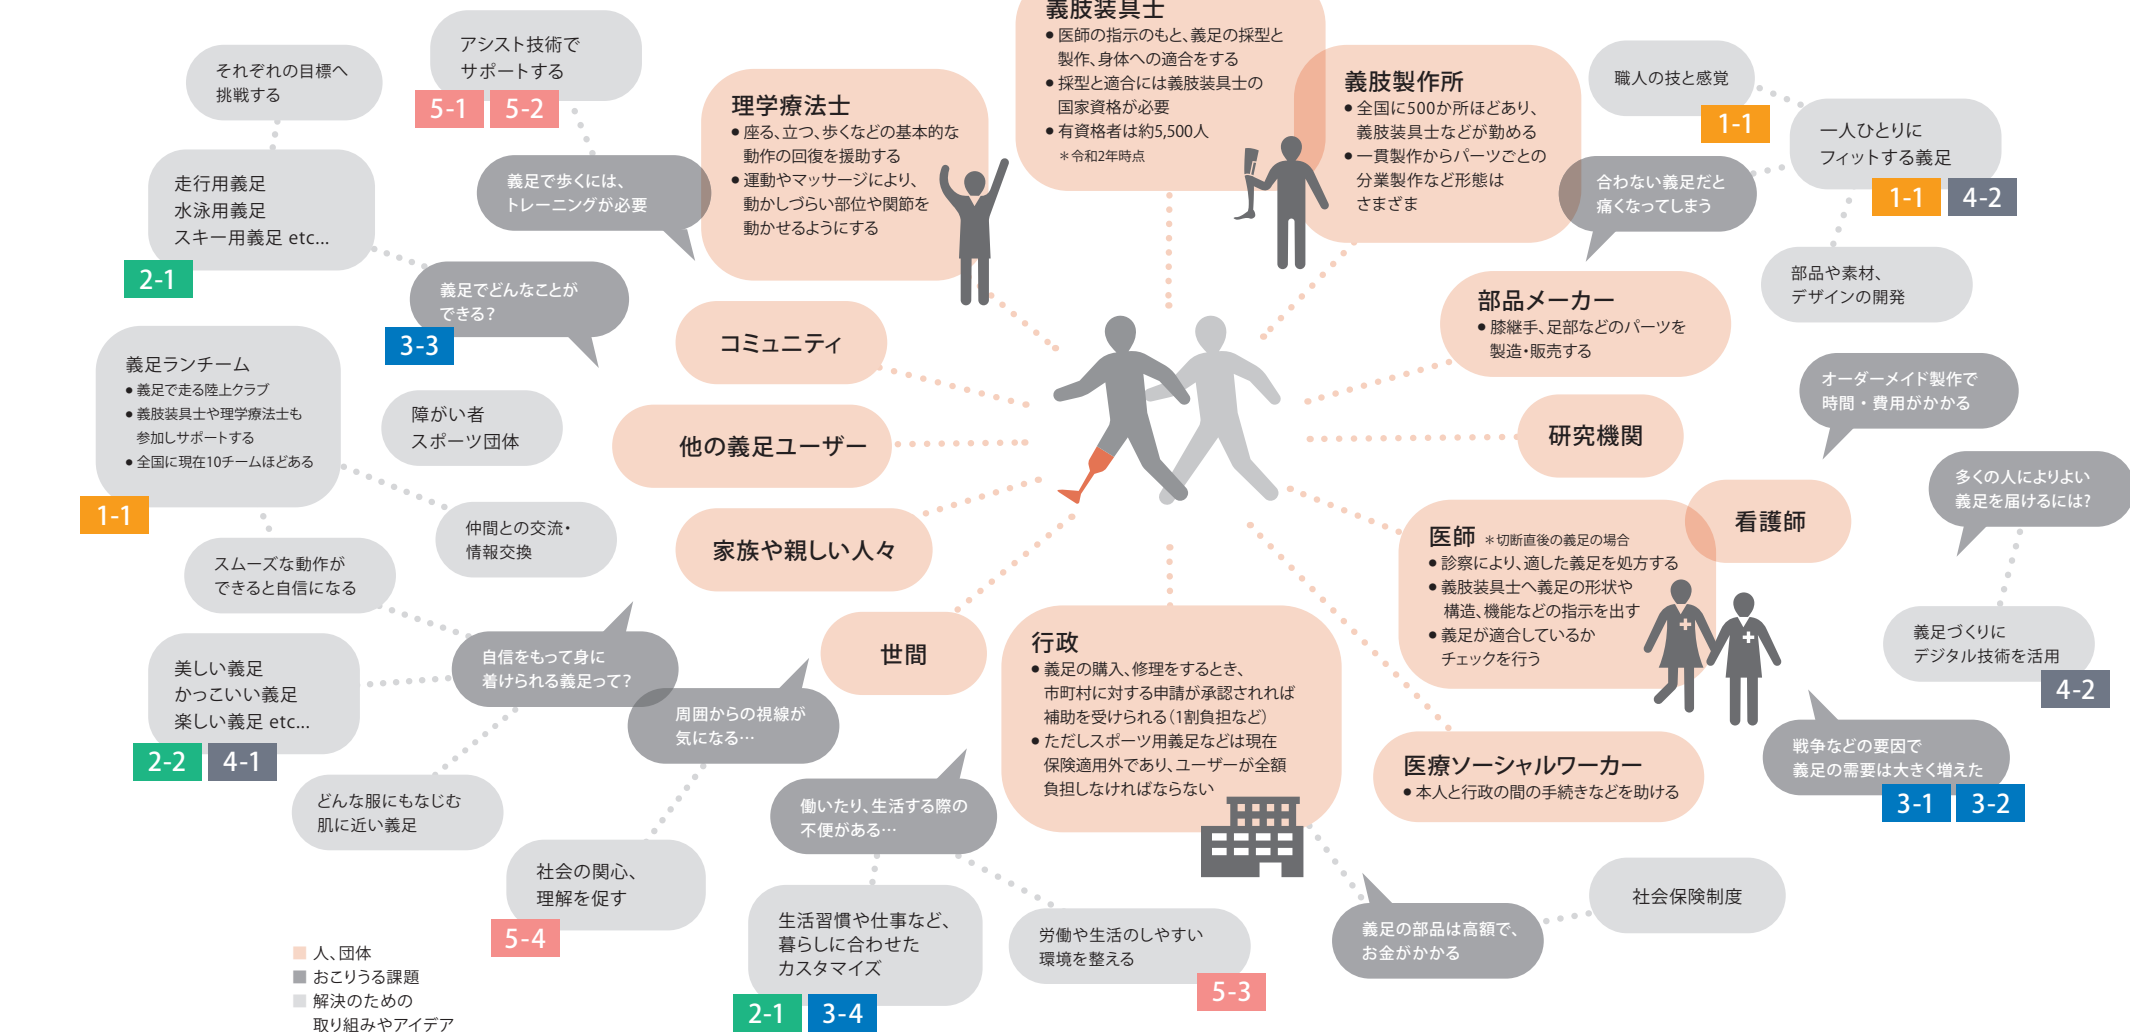 義肢装具士
● 医師の指示のもと、義足の採型と
製作、身体への適合をする
● 採型と適合には義肢装具士の
国家資格が必要
● 有資格者は約5,500人
＊令和2年時点
義肢製作所
● 全国に500か所ほどあり、
義肢装具士などが勤める
● 一貫製作からパーツごとの
分業製作など形態は
さまざま
理学療法士
● 座る、立つ、歩くなどの基本的な
動作の回復を援助する
● 運動やマッサージにより、
動かしづらい部位や関節を
動かせるようにする
アシスト技術で
サポートする
5-1 5-2
義足で歩くには、
トレーニングが必要
それぞれの目標へ
挑戦する
走行用義足
水泳用義足
スキー用義足 etc...
2-1
義足でどんなことが
できる？
3-3
職人の技と感覚
1-1
一人ひとりに
フィットする義足
1-1 4-2
合わない義足だと
痛くなってしまう
部品や素材、
デザインの開発
部品メーカー
● 膝継手、足部などのパーツを
製造・販売する
コミュニティ
他の義足ユーザー
家族や親しい人々
世間
義足ランチーム
● 義足で走る陸上クラブ
● 義肢装具士や理学療法士も
参加しサポートする
● 全国に現在10チームほどある
1-1
障がい者
スポーツ団体
仲間との交流・
情報交換
スムーズな動作が
できると自信になる
自信をもって身に
着けられる義足って？
美しい義足
かっこいい義足
楽しい義足 etc...
2-2 4-1
どんな服にもなじむ
肌に近い義足
周囲からの視線が
気になる…
社会の関心、
理解を促す
5-4
研究機関
オーダーメイド製作で
時間・費用がかかる
多くの人によりよい
義足を届けるには？
義足づくりに
デジタル技術を活用
4-2
看護師
医師 ＊切断直後の義足の場合
● 診察により、適した義足を処方する
● 義肢装具士へ義足の形状や
構造、機能などの指示を出す
● 義足が適合しているか
チェックを行う
戦争などの要因で
義足の需要は大きく増えた
3-1 3-2
医療ソーシャルワーカー
● 本人と行政の間の手続きなどを助ける
行政
● 義足の購入、修理をするとき、
市町村に対する申請が承認されれば
補助を受けられる（1割負担など）
● ただしスポーツ用義足などは現在
保険適用外であり、ユーザーが全額
負担しなければならない
働いたり、生活する際の
不便がある…
生活習慣や仕事など、
暮らしに合わせた
カスタマイズ
2-1 3-4
労働や生活のしやすい
環境を整える
5-3
義足の部品は高額で、
お金がかかる
社会保険制度
人、団体
おこりうる課題
解決のための
取り組みやアイデア